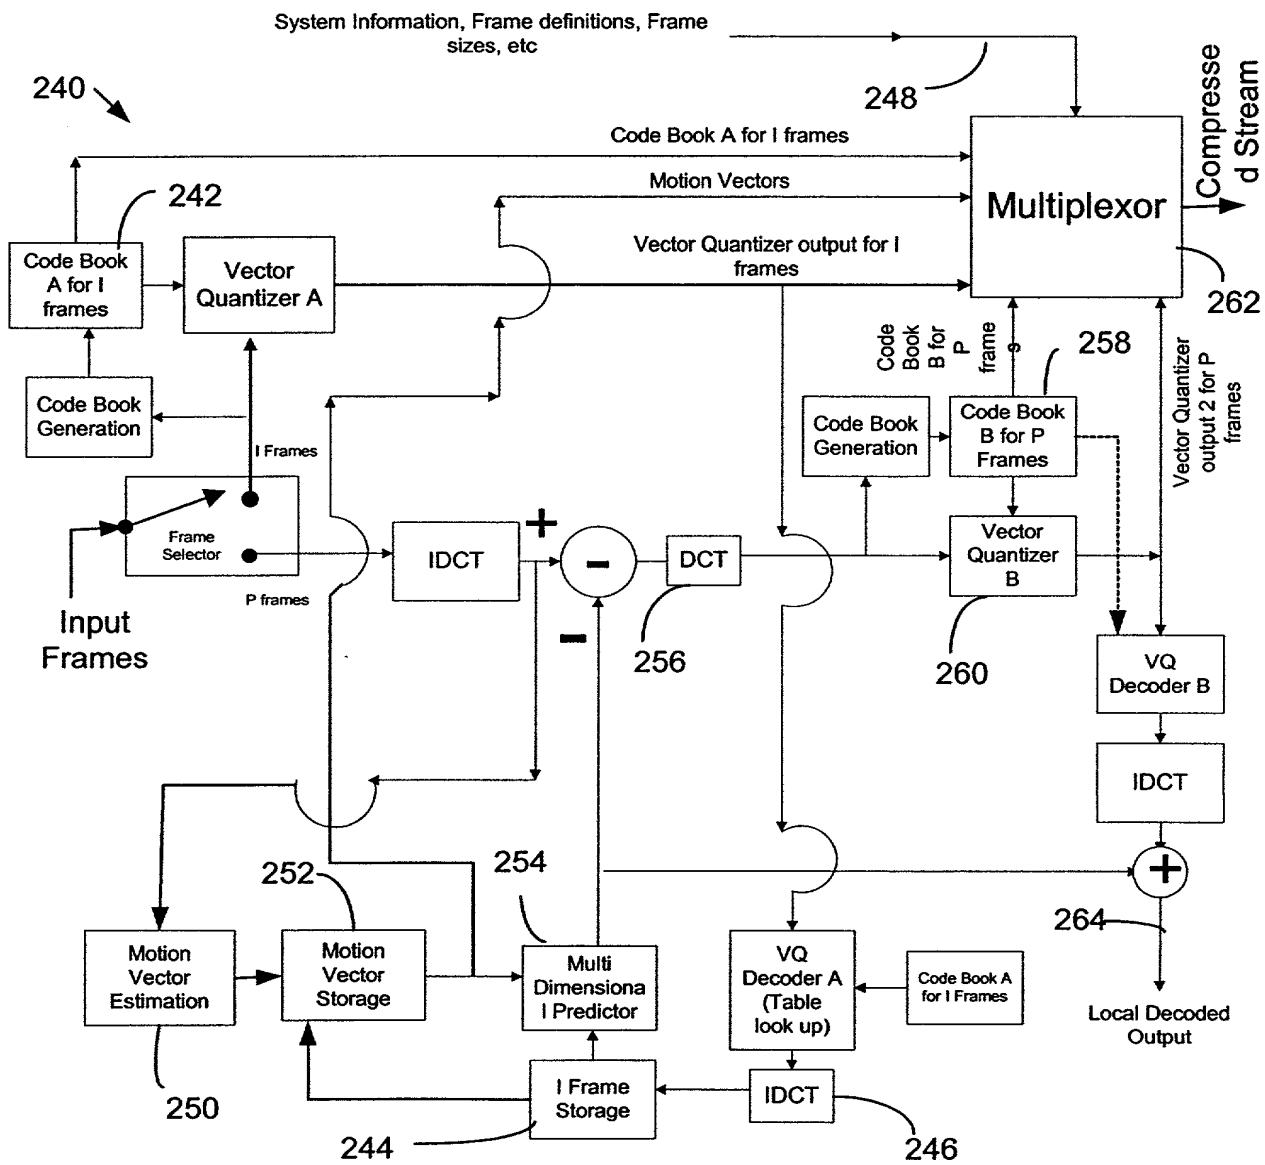 System Information, Frame definitions, Frame
sizes, etc
240
248
Compresse
d Stream
Code Book A for I frames
Motion Vectors
Multiplexor
242
Vector Quantizer output for I
frames
Code Book
A for I
frames
Vector
Quantizer A
262
Code
Book
B for
P
frame
s
258
Vector Quantizer
output 2 for P
frames
Code Book
Generation
I Frames
Code Book
Generation
Code Book
B for P
Frames
Frame
Selector
P frames
Input
Frames
IDCT
+
-
-
DCT
256
Vector
Quantizer
B
260
VQ
Decoder B
IDCT
+
264
Local Decoded
Output
252
254
Motion
Vector
Estimation
250
Motion
Vector
Storage
Multi
Dimensiona
l Predictor
VQ
Decoder A
(Table
look up)
Code Book A
for I Frames
I Frame
Storage
244
IDCT
246